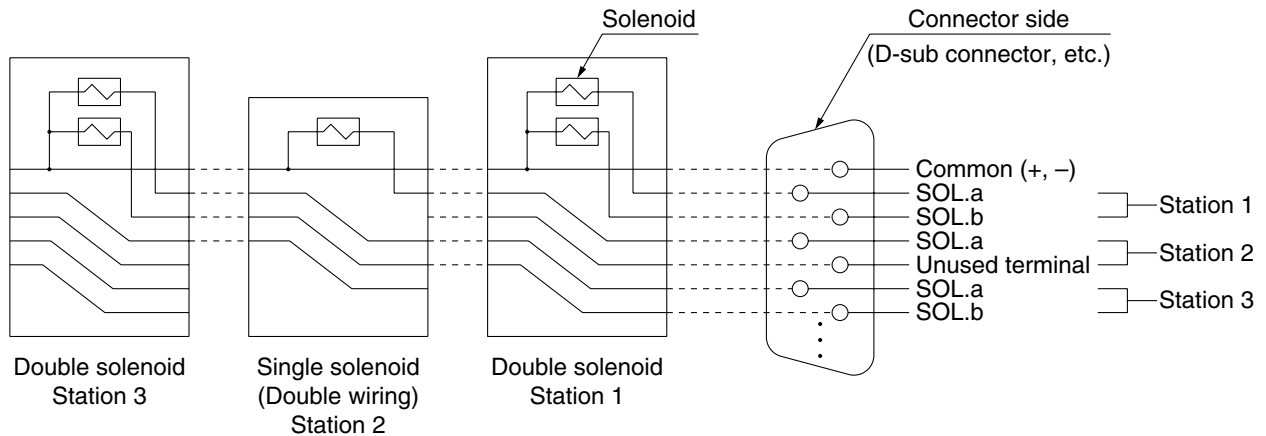 Solenoid
Connector side
(D-sub connector, etc.)
Common (+, –)
SOL.a
SOL.b
Station 1
SOL.a
Unused terminal
Station 2
SOL.a
SOL.b
Station 3
Double solenoid
Station 3
Single solenoid
(Double wiring)
Station 2
Double solenoid
Station 1